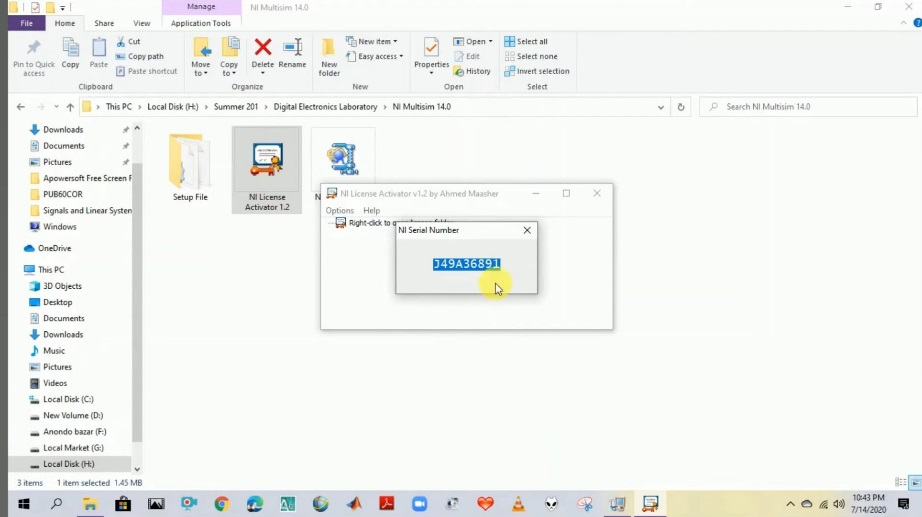 Manage
NI Multisim 14.0
File
Home
Share
View
Application Tools
Pin to Quick access
Copy
Paste
Cut
Copy path
Paste shortcut
Move to
Copy to
Delete
Rename
New folder
New item
Easy access
Properties
Open
Edit
History
Select all
Select none
Invert selection
Clipboard
Organize
New
Open
Select
This PC > Local Disk (H:) > Summer 201 > Digital Electronics Laboratory > NI Multisim 14.0
Search NI Multisim 14.0
Downloads
Documents
Pictures
Apowersoft Free Screen F
PUB60COR
Signals and Linear System
Windows
OneDrive
This PC
3D Objects
Desktop
Documents
Downloads
Music
Pictures
Videos
Local Disk (C:)
New Volume (D:)
Anondo bazar (F:)
Local Market (G:)
Local Disk (H:)
Setup File
NI License
Activator 1.2
NI License Activator v1.2 by Ahmed Maasher
Options
Help
Right-click to
NI Serial Number
J49A36891
3 items
1 item selected 1.45 MB
10:43 PM
7/14/2020